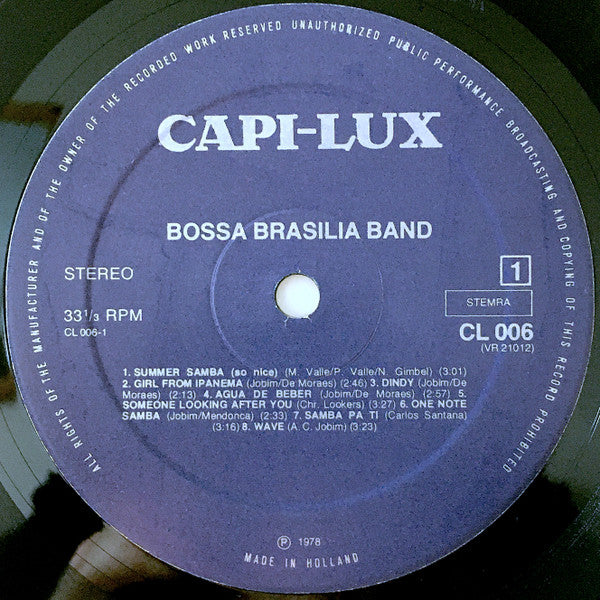 ALL RIGHTS OF THE MANUFACTURER AND OF THE OWNER OF THE RECORDED WORK RESERVED UNAUTHORIZED PUBLIC PERFORMANCE BROADCASTING AND COPYING OF THIS RECORD PROHIBITED
CAPI-LUX
BOSSA BRASILIA BAND
STEREO
1
33 1/3 RPM
CL 006-1
STEMRA
CL 006
(VR 21012)
1. SUMMER SAMBA (so nice) (M. Valle/P. Valle/N. Gimbel) (3:01)
2. GIRL FROM IPANEMA (Jobim/De Moraes) (2:46) 3. DINDY (Jobim/De
Moraes) (2:13) 4. AGUA DE BEBER (Jobim/De Moraes) (2:57) 5.
SOMEONE LOOKING AFTER YOU (Chr. Lookers) (3:27) 6. ONE NOTE
SAMBA (Jobim/Mendonca) (2:33) 7. SAMBA PA TI (Carlos Santana)
(3:16) 8. WAVE (A. C. Jobim) (3:23)
℗ 1978
MADE IN HOLLAND